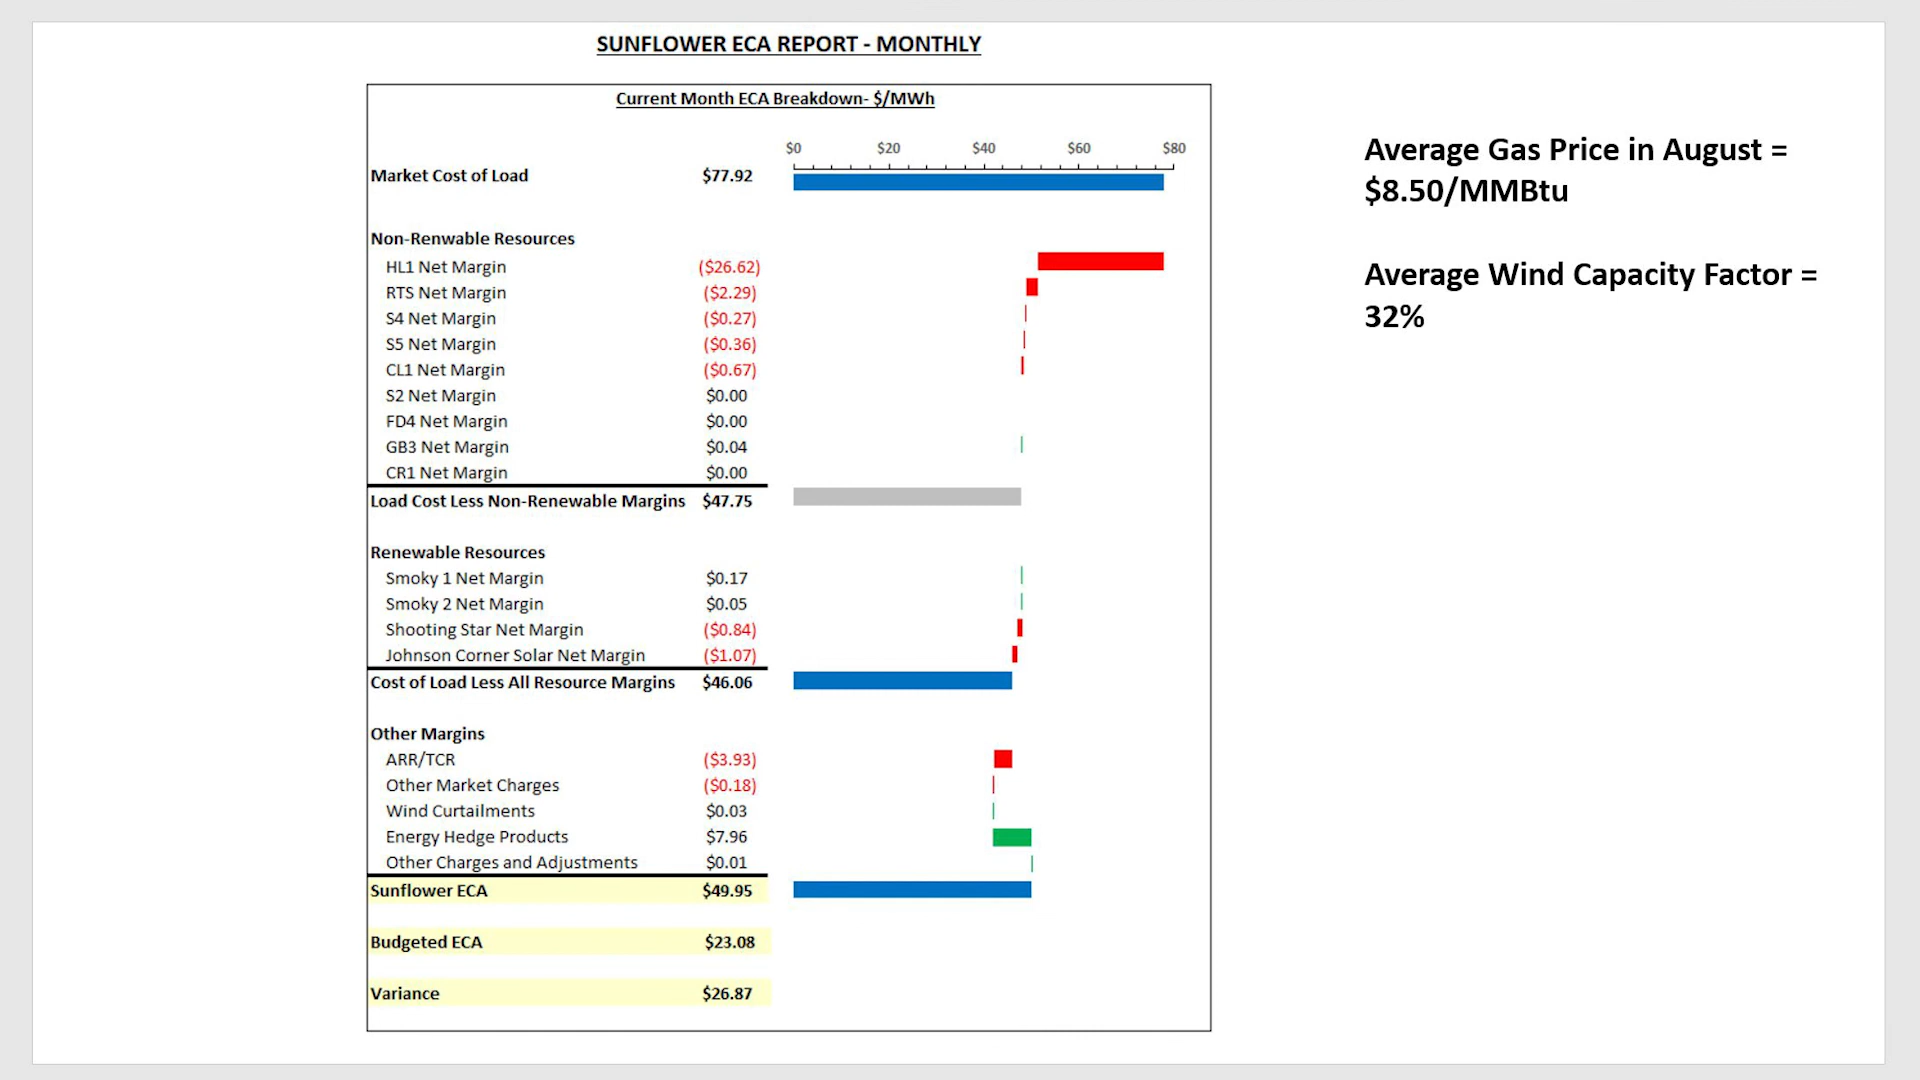 SUNFLOWER ECA REPORT - MONTHLY
Current Month ECA Breakdown- $/MWh
$0 $20 $40 $60 $80
Market Cost of Load $77.92
Non-Renwable Resources
HL1 Net Margin ($26.62)
RTS Net Margin ($2.29)
S4 Net Margin ($0.27)
S5 Net Margin ($0.36)
CL1 Net Margin ($0.67)
S2 Net Margin $0.00
FD4 Net Margin $0.00
GB3 Net Margin $0.04
CR1 Net Margin $0.00
Load Cost Less Non-Renewable Margins $47.75
Renewable Resources
Smoky 1 Net Margin $0.17
Smoky 2 Net Margin $0.05
Shooting Star Net Margin ($0.84)
Johnson Corner Solar Net Margin ($1.07)
Cost of Load Less All Resource Margins $46.06
Other Margins
ARR/TCR ($3.93)
Other Market Charges ($0.18)
Wind Curtailments $0.03
Energy Hedge Products $7.96
Other Charges and Adjustments $0.01
Sunflower ECA $49.95
Budgeted ECA $23.08
Variance $26.87
Average Gas Price in August =
$8.50/MMBtu
Average Wind Capacity Factor =
32%